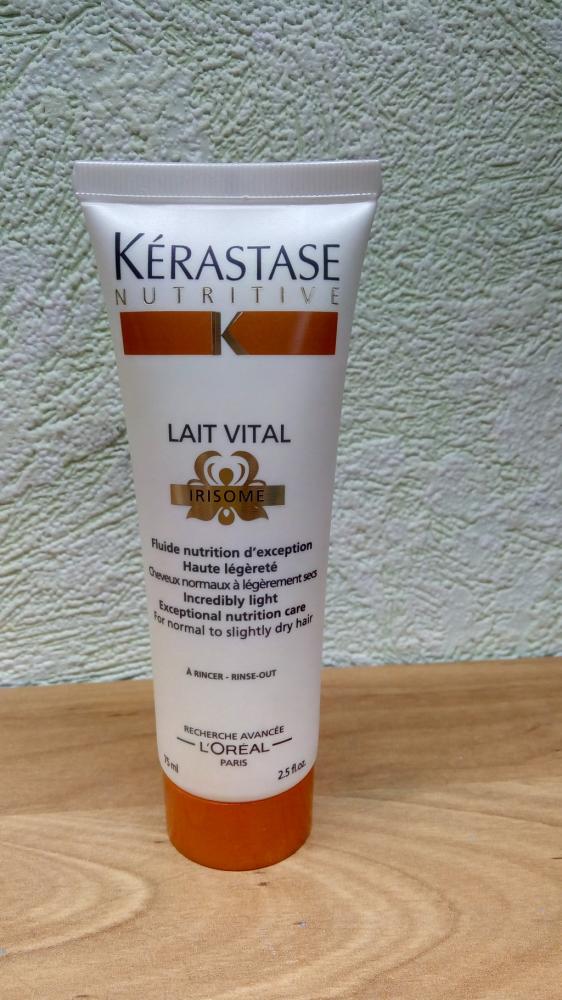 KÉRASTASE
NUTRITIVE
K
LAIT VITAL
IRISOME
Fluide nutrition d'exception
Haute légèreté
Cheveux normaux à légèrement secs
Incredibly light
Exceptional nutrition care
For normal to slightly dry hair
À RINCER - RINSE-OUT
RECHERCHE AVANCÉE
L'ORÉAL
PARIS
75 ml
2.5 fl.oz.